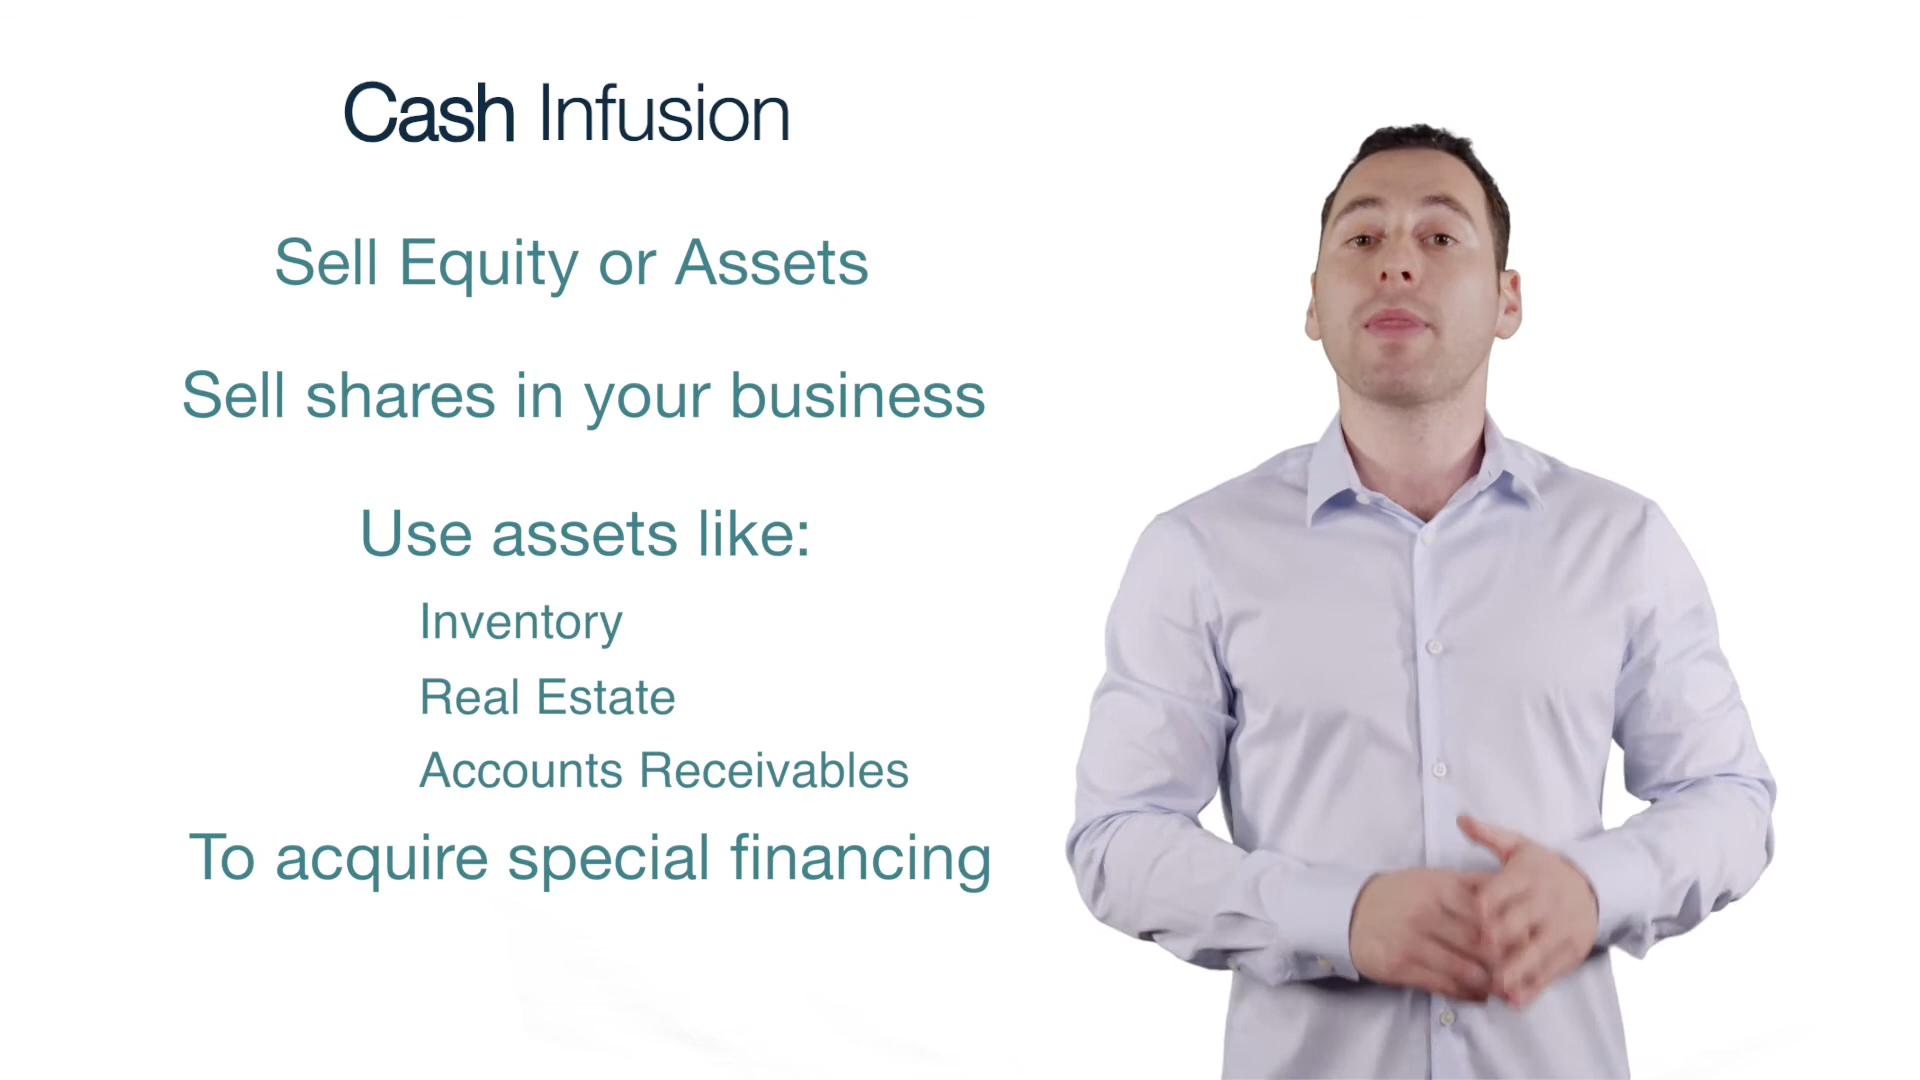 Cash Infusion
Sell Equity or Assets
Sell shares in your business
Use assets like:
Inventory
Real Estate
Accounts Receivables
To acquire special financing